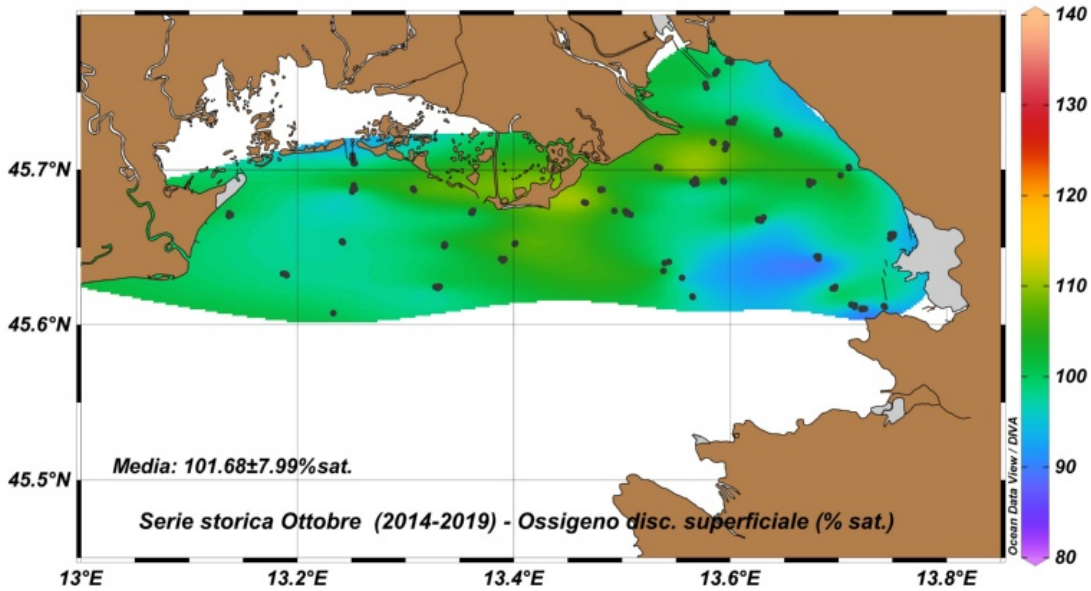 140
130
120
110
100
90
80
Ocean Data View / DIVA
45.7°N
45.6°N
45.5°N
Media: 101.68±7.99%sat.
Serie storica Ottobre (2014-2019) - Ossigeno disc. superficiale (% sat.)
13°E
13.2°E
13.4°E
13.6°E
13.8°E